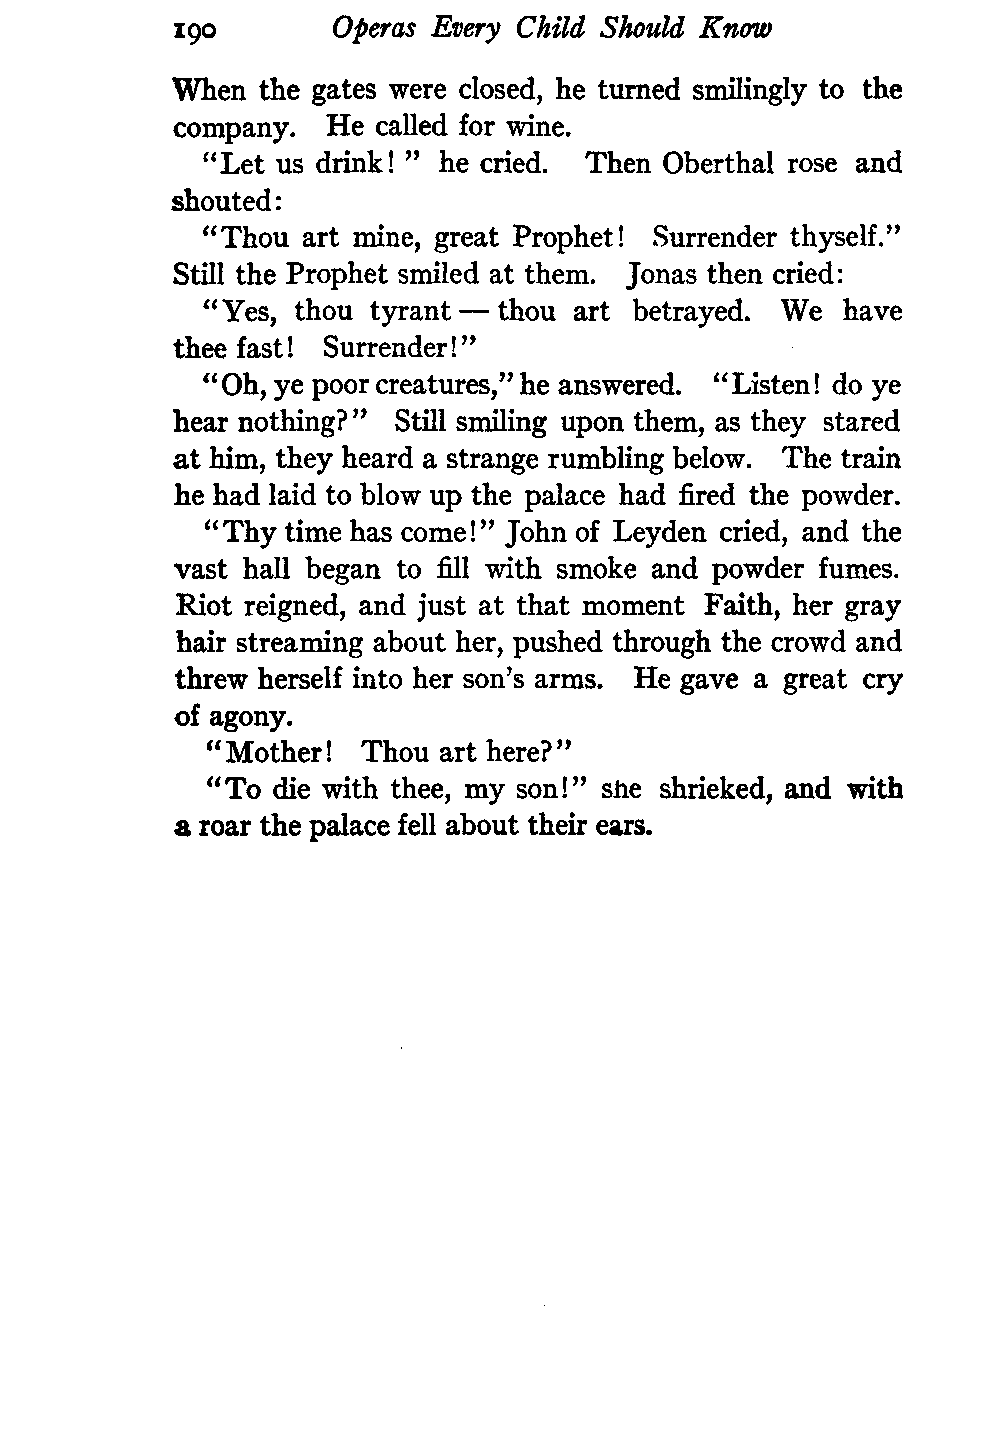 190 Operas Every Child Should Know
When the gates were closed, he turned smilingly to the
company. He called for wine.
"Let us drink! " he cried. Then Oberthal rose and
shouted:
"Thou art mine, great Prophet! Surrender thyself."
Still the Prophet smiled at them. Jonas then cried:
"Yes, thou tyrant — thou art betrayed. We have
thee fast! Surrender!"
"Oh, ye poor creatures," he answered. "Listen! do ye
hear nothing?" Still smiling upon them, as they stared
at him, they heard a strange rumbling below. The train
he had laid to blow up the palace had fired the powder.
"Thy time has come!" John of Leyden cried, and the
vast hall began to fill with smoke and powder fumes.
Riot reigned, and just at that moment Faith, her gray
hair streaming about her, pushed through the crowd and
threw herself into her son's arms. He gave a great cry
of agony.
"Mother! Thou art here?"
"To die with thee, my son!" she shrieked, and with
a roar the palace fell about their ears.